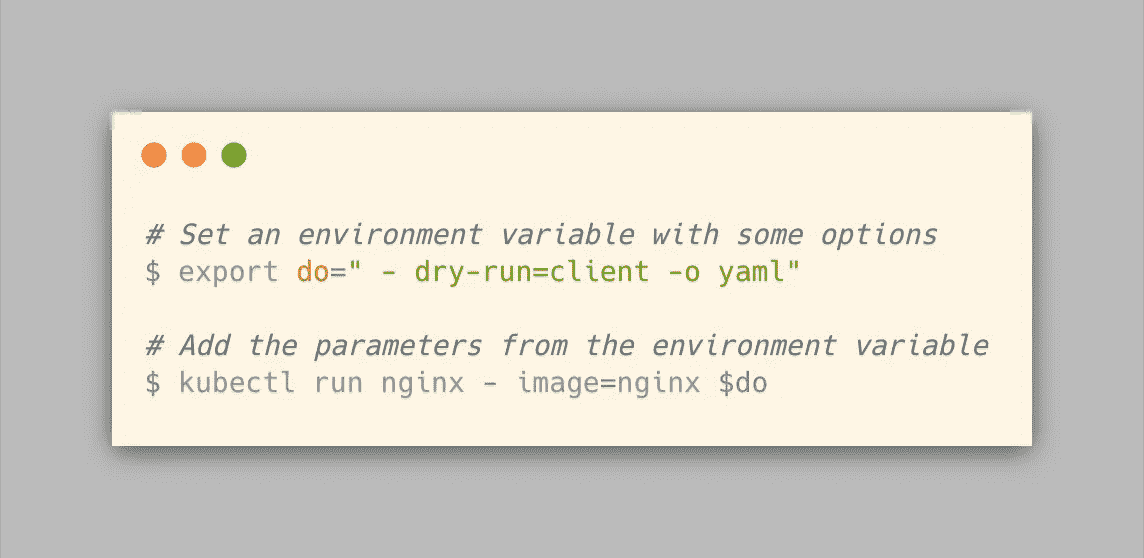 # Set an environment variable with some options
$ export do=" - dry-run=client -o yaml"
# Add the parameters from the environment variable
$ kubectl run nginx - image=nginx $do